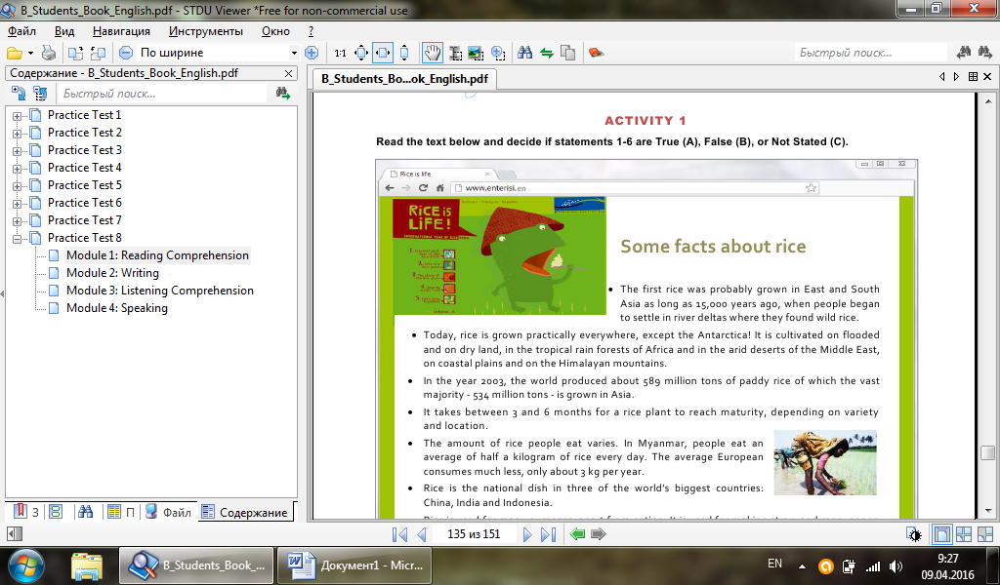 B_Students_Book_English.pdf - STDU Viewer *Free for non-commercial use
Файл Вид Навигация Инструменты Окно ?
По ширине
1:1
Быстрый поиск...
Содержание - B_Students_Book_English.pdf
Быстрый поиск...
Practice Test 1
Practice Test 2
Practice Test 3
Practice Test 4
Practice Test 5
Practice Test 6
Practice Test 7
Practice Test 8
Module 1: Reading Comprehension
Module 2: Writing
Module 3: Listening Comprehension
Module 4: Speaking
З
П
Файл
Содержание
B_Students_Bo...ok_English.pdf
ACTIVITY 1
Read the text below and decide if statements 1-6 are True (A), False (B), or Not Stated (C).
Rice is life
www.enterisi.en
RiCE iS
LiFE!
Some facts about rice
• The first rice was probably grown in East and South
Asia as long as 15,000 years ago, when people began
to settle in river deltas where they found wild rice.
• Today, rice is grown practically everywhere, except the Antarctica! It is cultivated on flooded
and on dry land, in the tropical rain forests of Africa and in the arid deserts of the Middle East,
on coastal plains and on the Himalayan mountains.
• In the year 2003, the world produced about 589 million tons of paddy rice of which the vast
majority - 534 million tons - is grown in Asia.
• It takes between 3 and 6 months for a rice plant to reach maturity, depending on variety
and location.
• The amount of rice people eat varies. In Myanmar, people eat an
average of half a kilogram of rice every day. The average European
consumes much less, only about 3 kg per year.
• Rice is the national dish in three of the world's biggest countries:
China, India and Indonesia.
135 из 151
B_Students_Book_...
Документ1 - Micr...
EN
9:27
09.04.2016